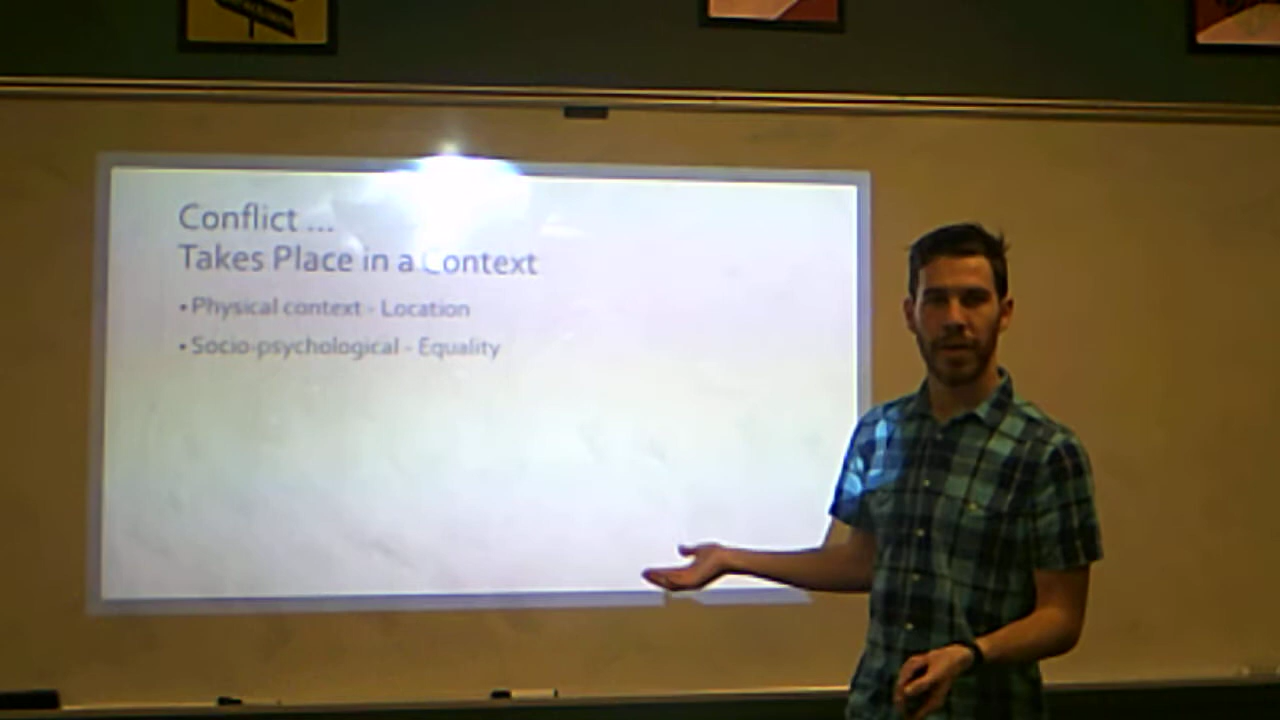 Conflict ...
Takes Place in a Context
• Physical context - Location
• Socio-psychological - Equality